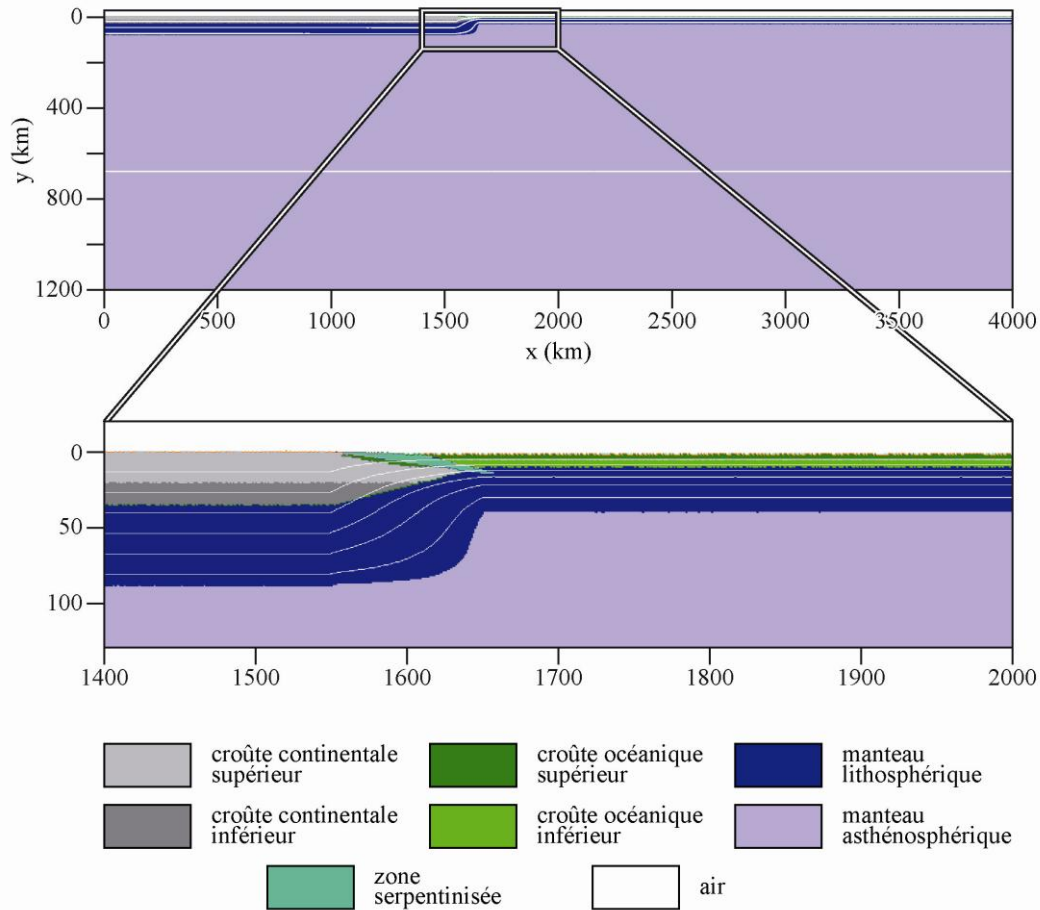 0
400
800
1200
y (km)
0 500 1000 1500 2000 2500 3000 3500 4000
x (km)
0
50
100
1400 1500 1600 1700 1800 1900 2000
croûte continentale
supérieur
croûte océanique
supérieur
manteau
lithosphérique
croûte continentale
inférieur
croûte océanique
inférieur
manteau
asthénosphérique
zone
serpentinisée
air